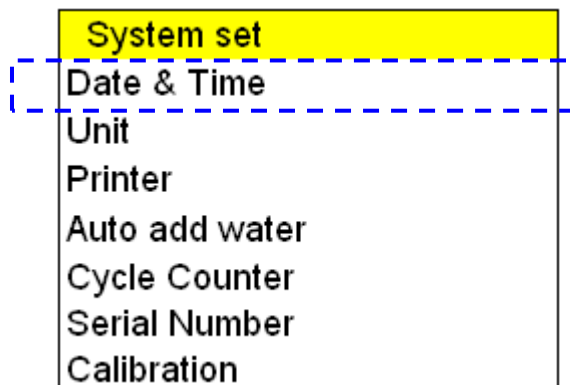 System set
Date & Time
Unit
Printer
Auto add water
Cycle Counter
Serial Number
Calibration